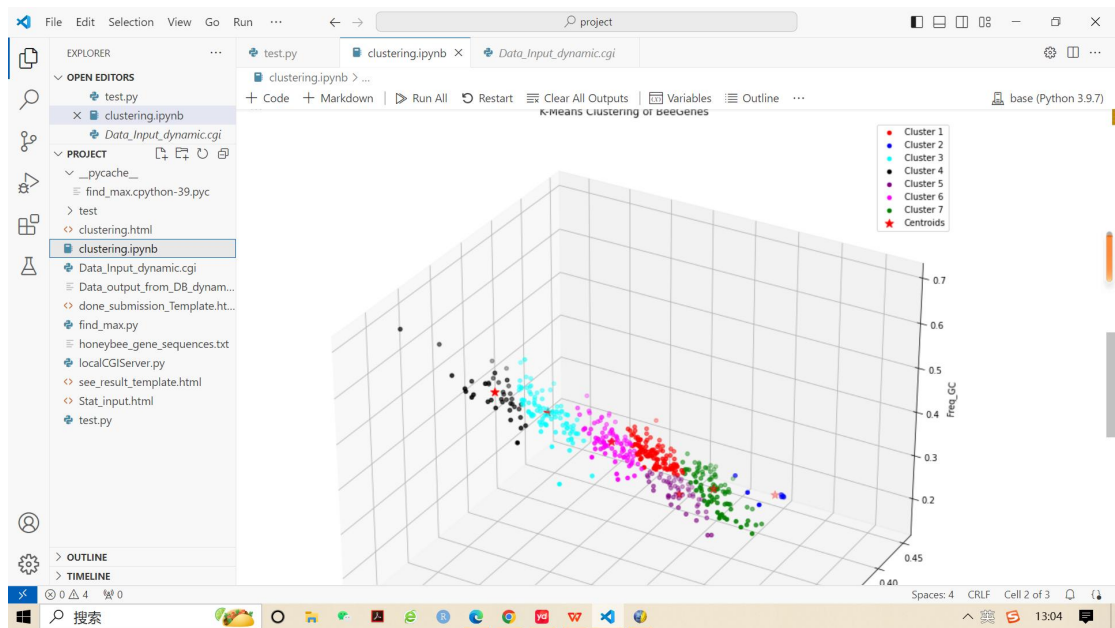 File Edit Selection View Go Run ··· project
EXPLORER ···
OPEN EDITORS
test.py
clustering.ipynb
Data_Input_dynamic.cgi
PROJECT
__pycache__
find_max.cpython-39.pyc
test
clustering.html
clustering.ipynb
Data_Input_dynamic.cgi
Data_output_from_DB_dynam...
done_submission_Template.ht...
find_max.py
honeybee_gene_sequences.txt
localCGIServer.py
see_result_template.html
Stat_input.html
test.py
OUTLINE
TIMELINE
test.py clustering.ipynb Data_Input_dynamic.cgi
clustering.ipynb > ...
+ Code + Markdown Run All Restart Clear All Outputs Variables Outline ··· base (Python 3.9.7)
K-Means Clustering of BeeGenes
Cluster 1
Cluster 2
Cluster 3
Cluster 4
Cluster 5
Cluster 6
Cluster 7
Centroids
0.7
0.6
0.5
0.4
0.3
0.2
Freq_GC
0.45
0.40
0 4 0 Spaces: 4 CRLF Cell 2 of 3
搜索 英 13:04